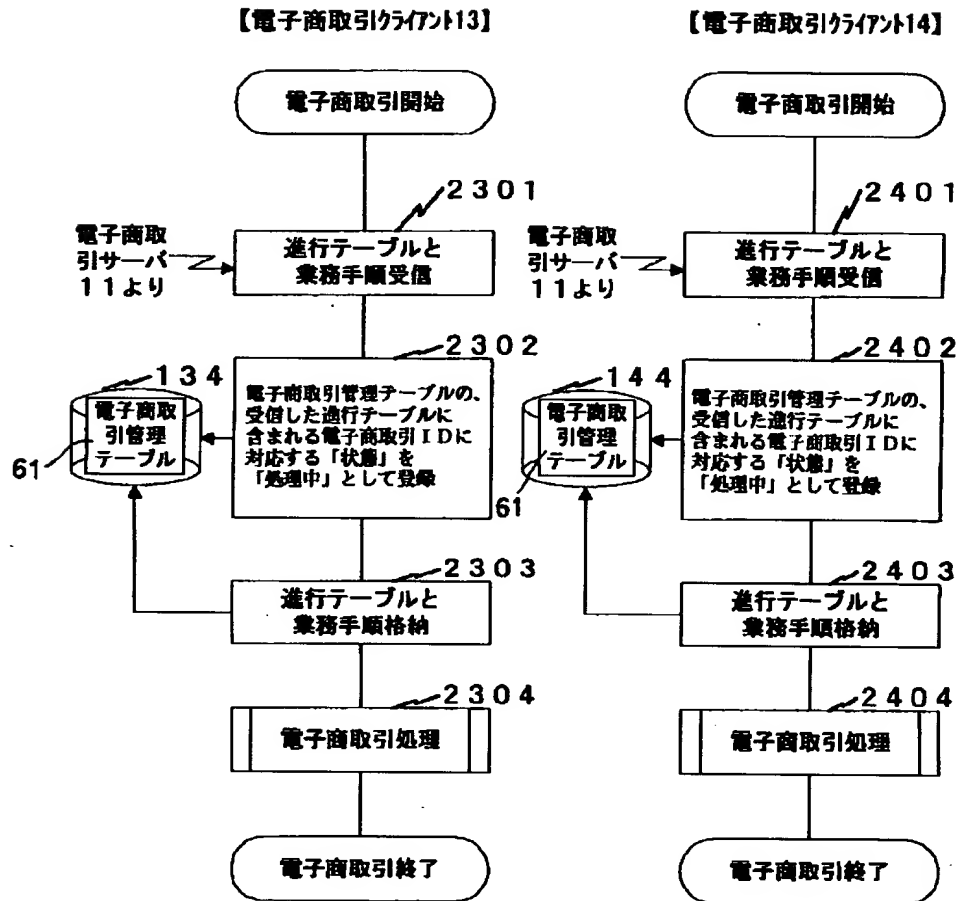 【電子商取引クライアント13】
電子商取引開始
2301
電子商取
引サーバ
11より
進行テーブルと
業務手順受信
2302
電子商取引管理テーブルの、
受信した進行テーブルに
含まれる電子商取引IDに
対応する「状態」を
「処理中」として登録
134
電子商取
引管理
テーブル
61
2303
進行テーブルと
業務手順格納
2304
電子商取引処理
電子商取引終了
【電子商取引クライアント14】
電子商取引開始
2401
電子商取
引サーバ
11より
進行テーブルと
業務手順受信
2402
電子商取引管理テーブルの、
受信した進行テーブルに
含まれる電子商取引IDに
対応する「状態」を
「処理中」として登録
144
電子商取
引管理
テーブル
61
2403
進行テーブルと
業務手順格納
2404
電子商取引処理
電子商取引終了